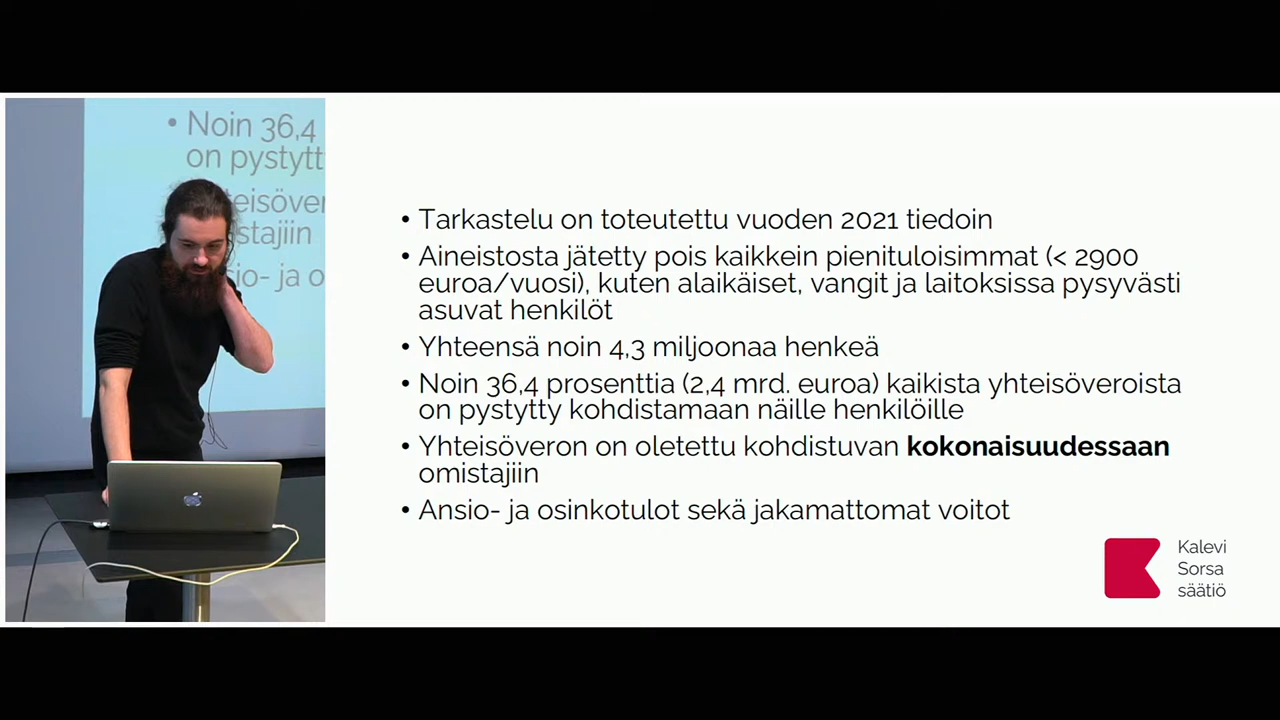 • Noin 36,4
on pystytt
eisöver
stajiin
io- ja o
• Tarkastelu on toteutettu vuoden 2021 tiedoin
• Aineistosta jätetty pois kaikkein pienituloisimmat (< 2900
euroa/vuosi), kuten alaikäiset, vangit ja laitoksissa pysyvästi
asuvat henkilöt
• Yhteensä noin 4,3 miljoonaa henkeä
• Noin 36,4 prosenttia (2,4 mrd. euroa) kaikista yhteisöveroista
on pystytty kohdistamaan näille henkilöille
• Yhteisöveron on oletettu kohdistuvan kokonaisuudessaan
omistajiin
• Ansio- ja osinkotulot sekä jakamattomat voitot
Kalevi
Sorsa
säätiö